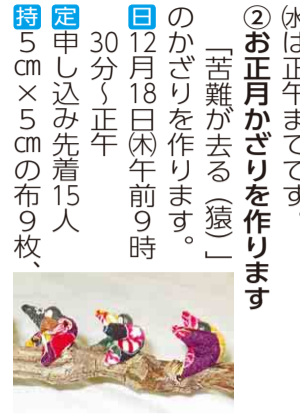 ㈬は正午までです。
②お正月かざりを作ります
「苦難が去る（猿）」
のかざりを作ります。
日12月18日㈭午前９時
30分～正午
定申し込み先着15人
持５㎝×５㎝の布９枚、